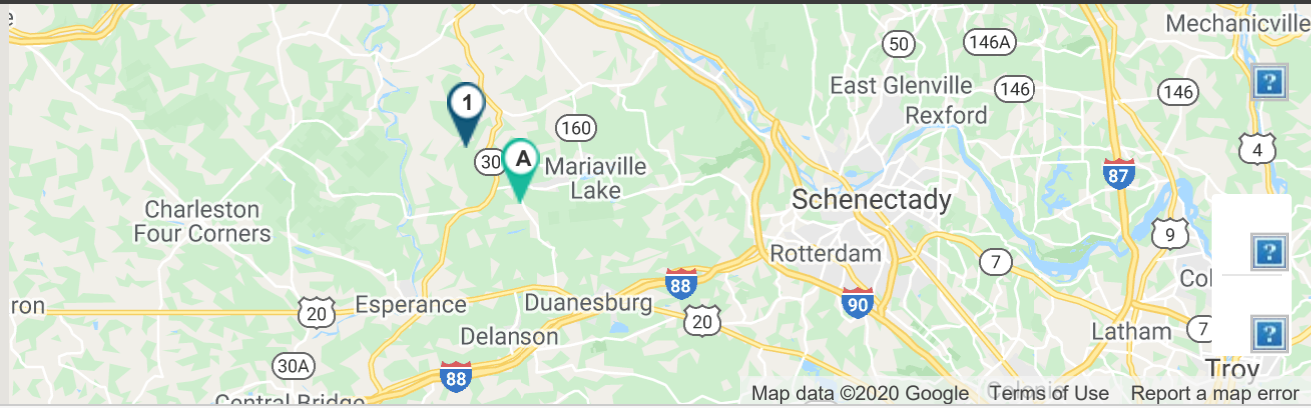 Mechanicville
50
146A
East Glenville
146
146
Rexford
1
160
30
A
Mariaville
Lake
4
87
Schenectady
Charleston
Four Corners
9
Rotterdam
7
?
?
?
88
Col
ron
20
Esperance
Duanesburg
20
90
Delanson
Latham
7
30A
88
Troy
Central Bridge
Map data ©2020 Google
Terms of Use
Report a map error